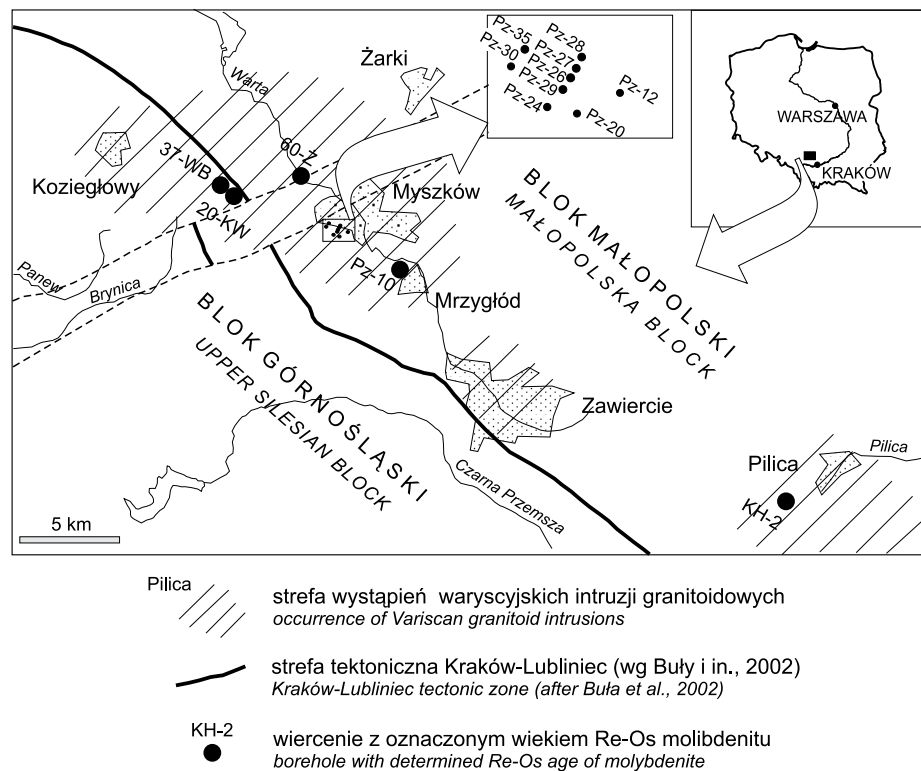 Żarki
Warta
Koziegłowy
37-WB
20-KW
60-Z
Myszków
Pz-10
Mrzygłód
Panew
Brynica
Pz-35
Pz-30
Pz-28
Pz-27
Pz-26
Pz-29
Pz-24
Pz-12
Pz-20
WARSZAWA
KRAKÓW
BLOK MAŁOPOLSKI
MAŁOPOLSKA BLOCK
BLOK GÓRNOŚLĄSKI
UPPER SILESIAN BLOCK
Zawiercie
Czarna Przemsza
Pilica
Pilica
KH-2
5 km
Pilica
strefa wystąpień waryscyjskich intruzji granitoidowych
occurrence of Variscan granitoid intrusions
strefa tektoniczna Kraków-Lubliniec (wg Buły i in., 2002)
Kraków-Lubliniec tectonic zone (after Buła et al., 2002)
KH-2
wiercenie z oznaczonym wiekiem Re-Os molibdenitu
borehole with determined Re-Os age of molybdenite